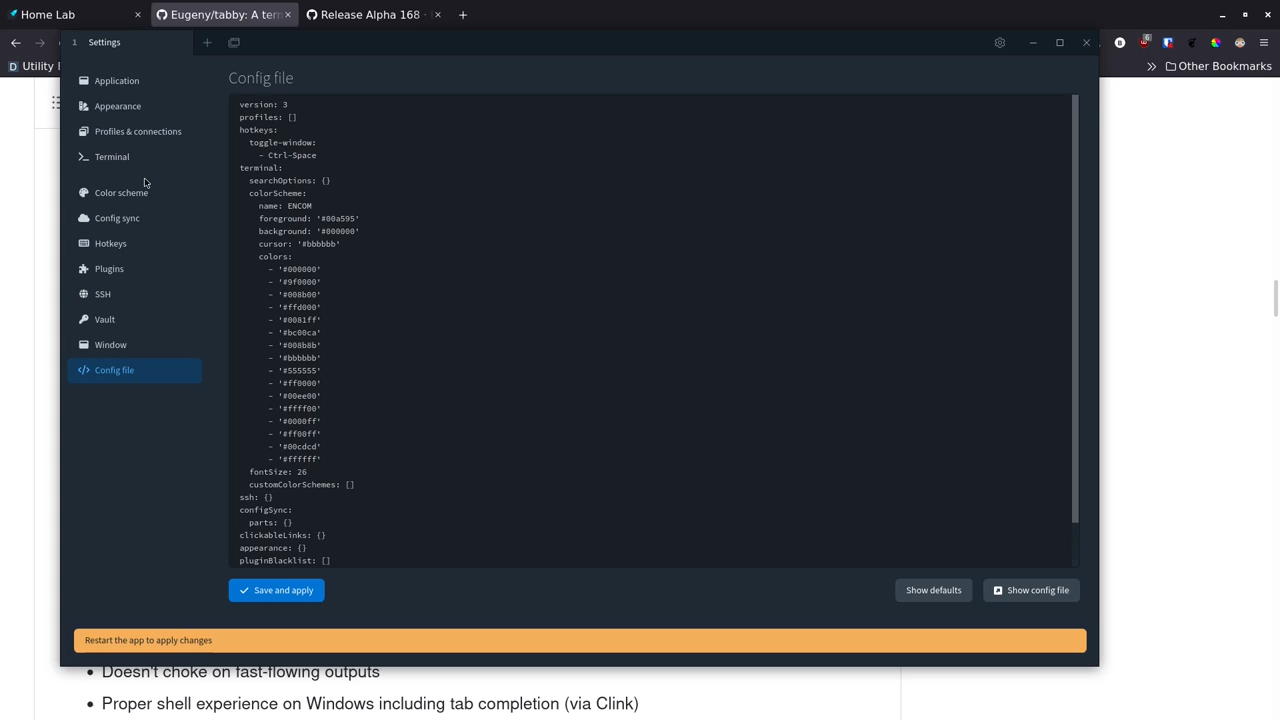 Home Lab
Eugeny/tabby: A tern
Release Alpha 168 ·
1 Settings
6
Utility
Other Bookmarks
Application
Appearance
Profiles & connections
Terminal
Color scheme
Config sync
Hotkeys
Plugins
SSH
Vault
Window
Config file
Config file
version: 3
profiles: []
hotkeys:
toggle-window:
- Ctrl-Space
terminal:
searchOptions: {}
colorScheme:
name: ENCOM
foreground: '#00a595'
background: '#000000'
cursor: '#bbbbbb'
colors:
- '#000000'
- '#9f0000'
- '#008b00'
- '#ffd000'
- '#0081ff'
- '#bc00ca'
- '#008b8b'
- '#bbbbbb'
- '#555555'
- '#ff0000'
- '#00ee00'
- '#ffff00'
- '#0000ff'
- '#ff00ff'
- '#00cdcd'
- '#ffffff'
fontSize: 26
customColorSchemes: []
ssh: {}
configSync:
parts: {}
clickableLinks: {}
appearance: {}
pluginBlacklist: []
Save and apply
Show defaults
Show config file
Restart the app to apply changes
• Doesn't choke on fast-flowing outputs
• Proper shell experience on Windows including tab completion (via Clink)